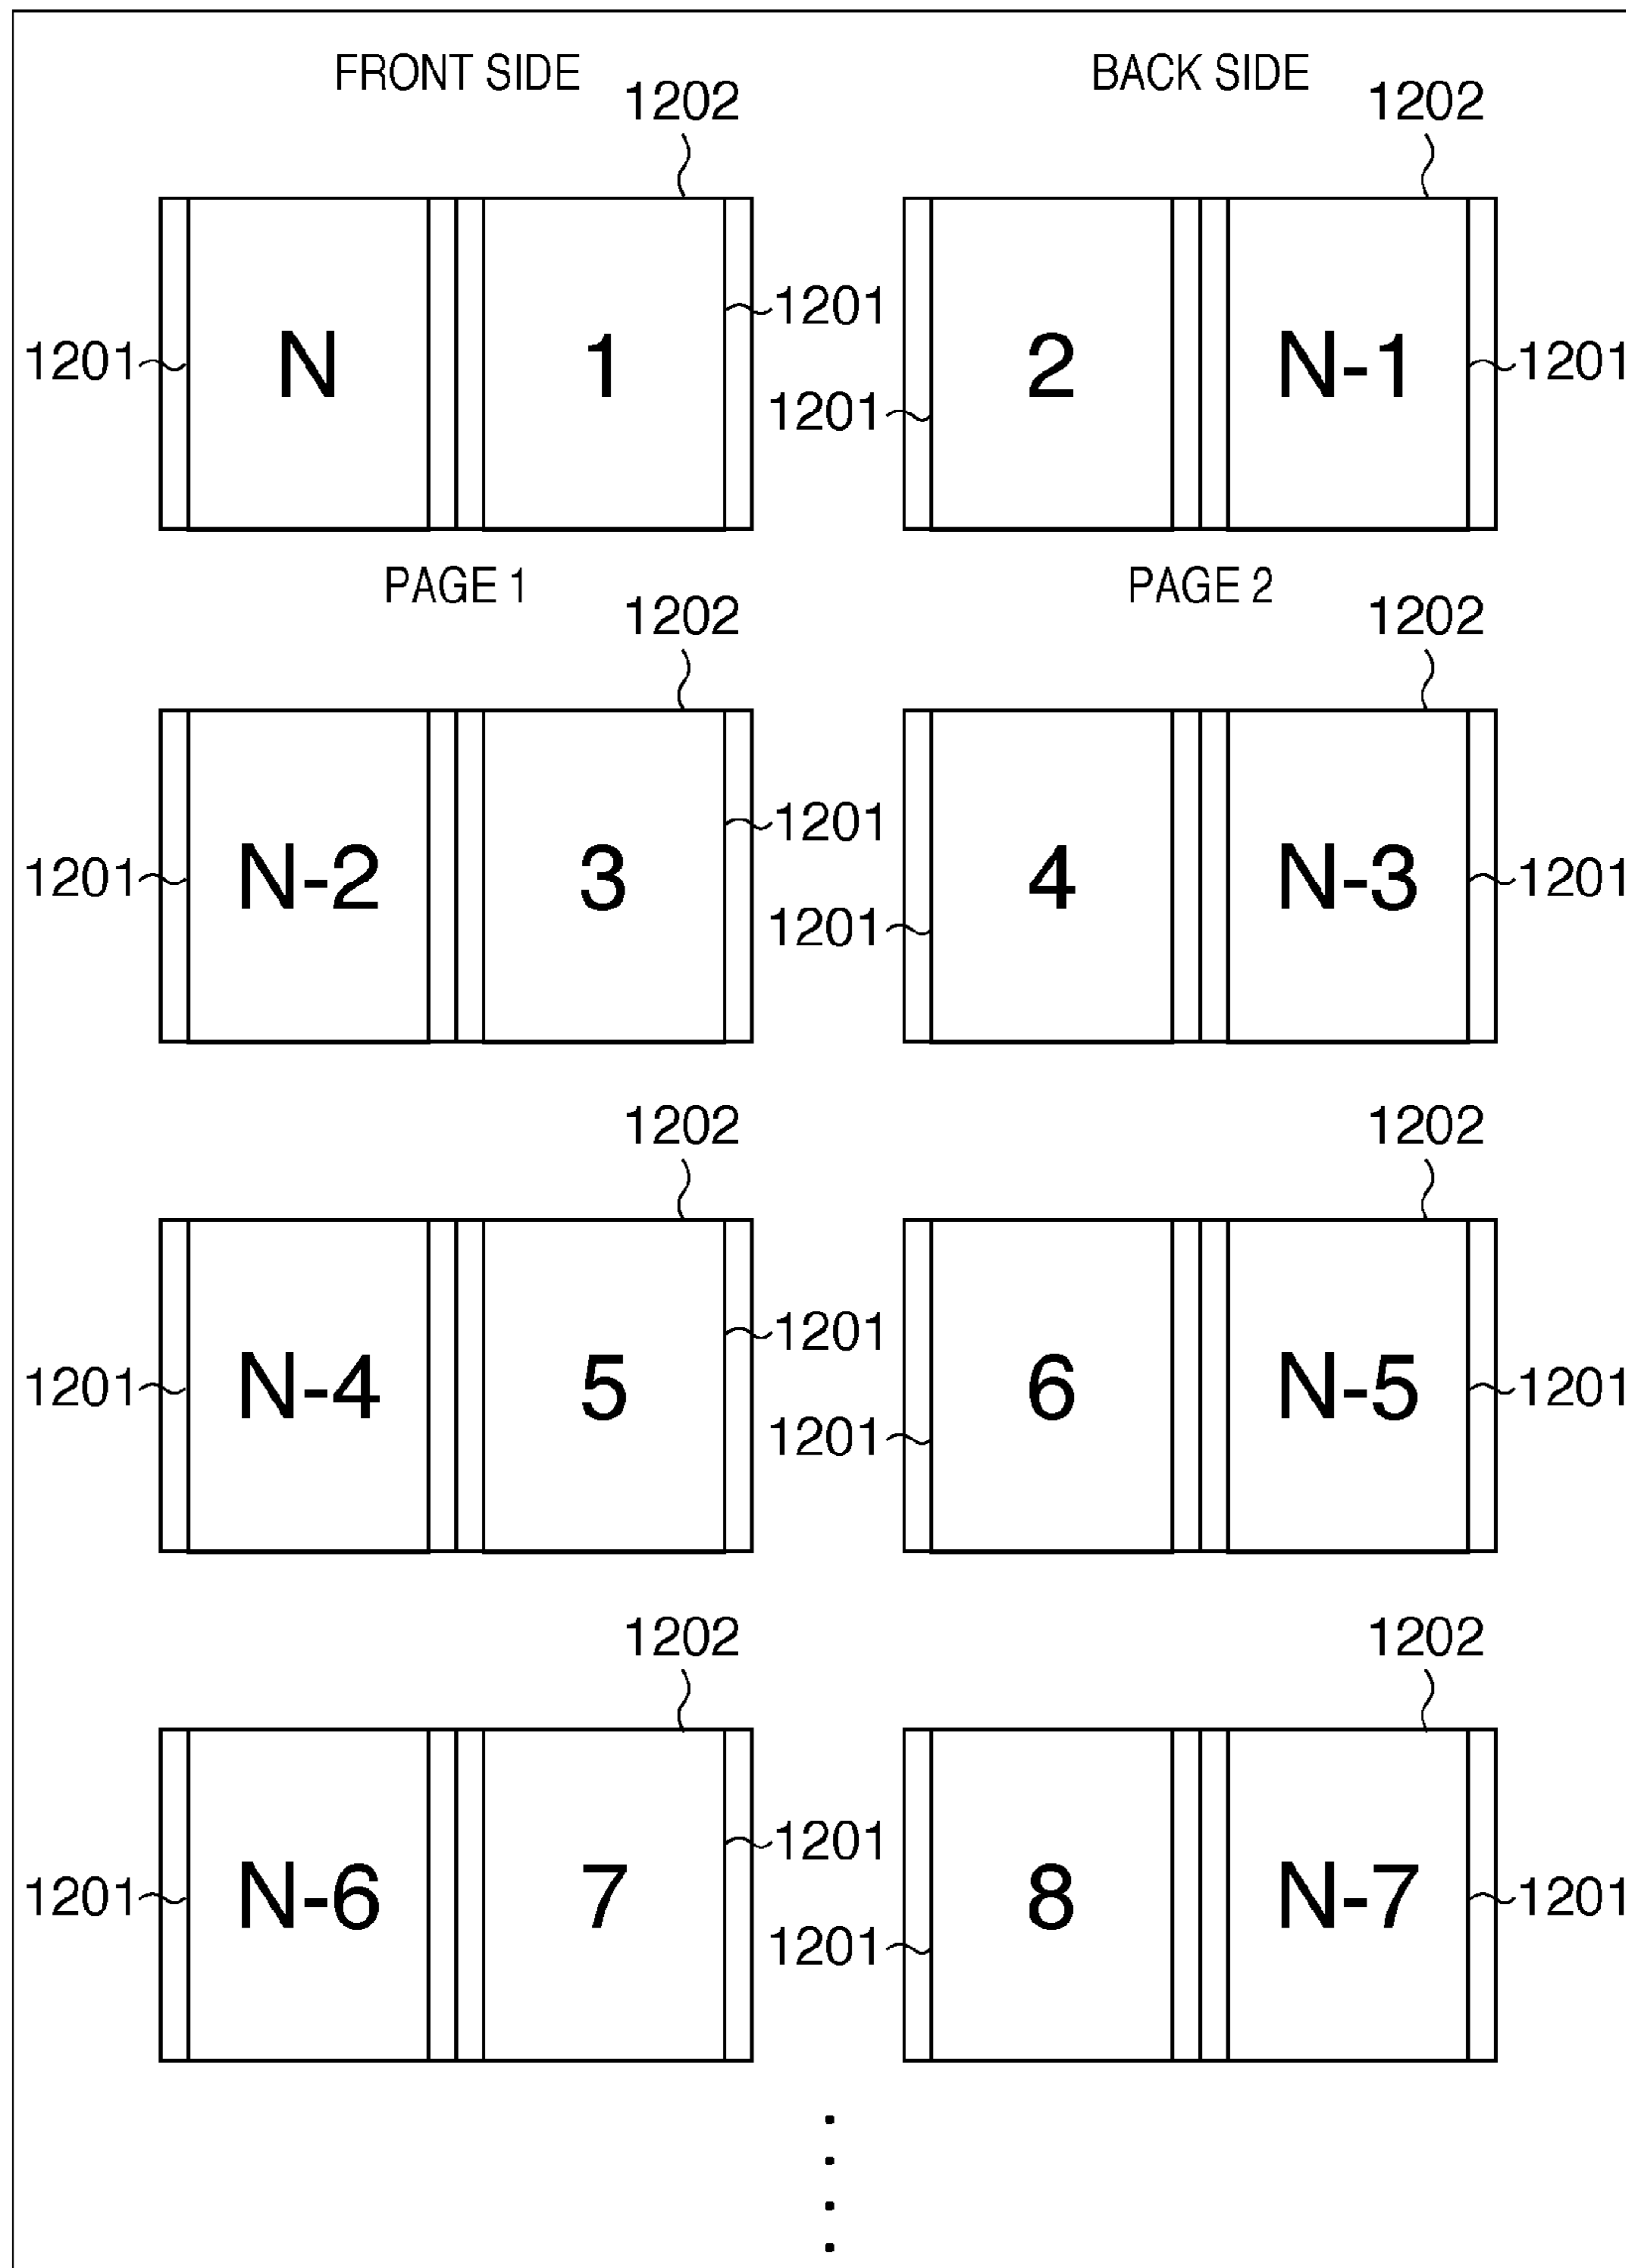 FRONT SIDE BACK SIDE
1202 1202
1201 1201
1201 N 1 1201 2 N-1 1201
PAGE 1 PAGE 2
1202 1202
1201
1201 N-2 3 1201 4 N-3 1201
1202 1202
1201
1201 N-4 5 1201 6 N-5 1201
1202 1202
1201
1201 N-6 7 1201 8 N-7 1201